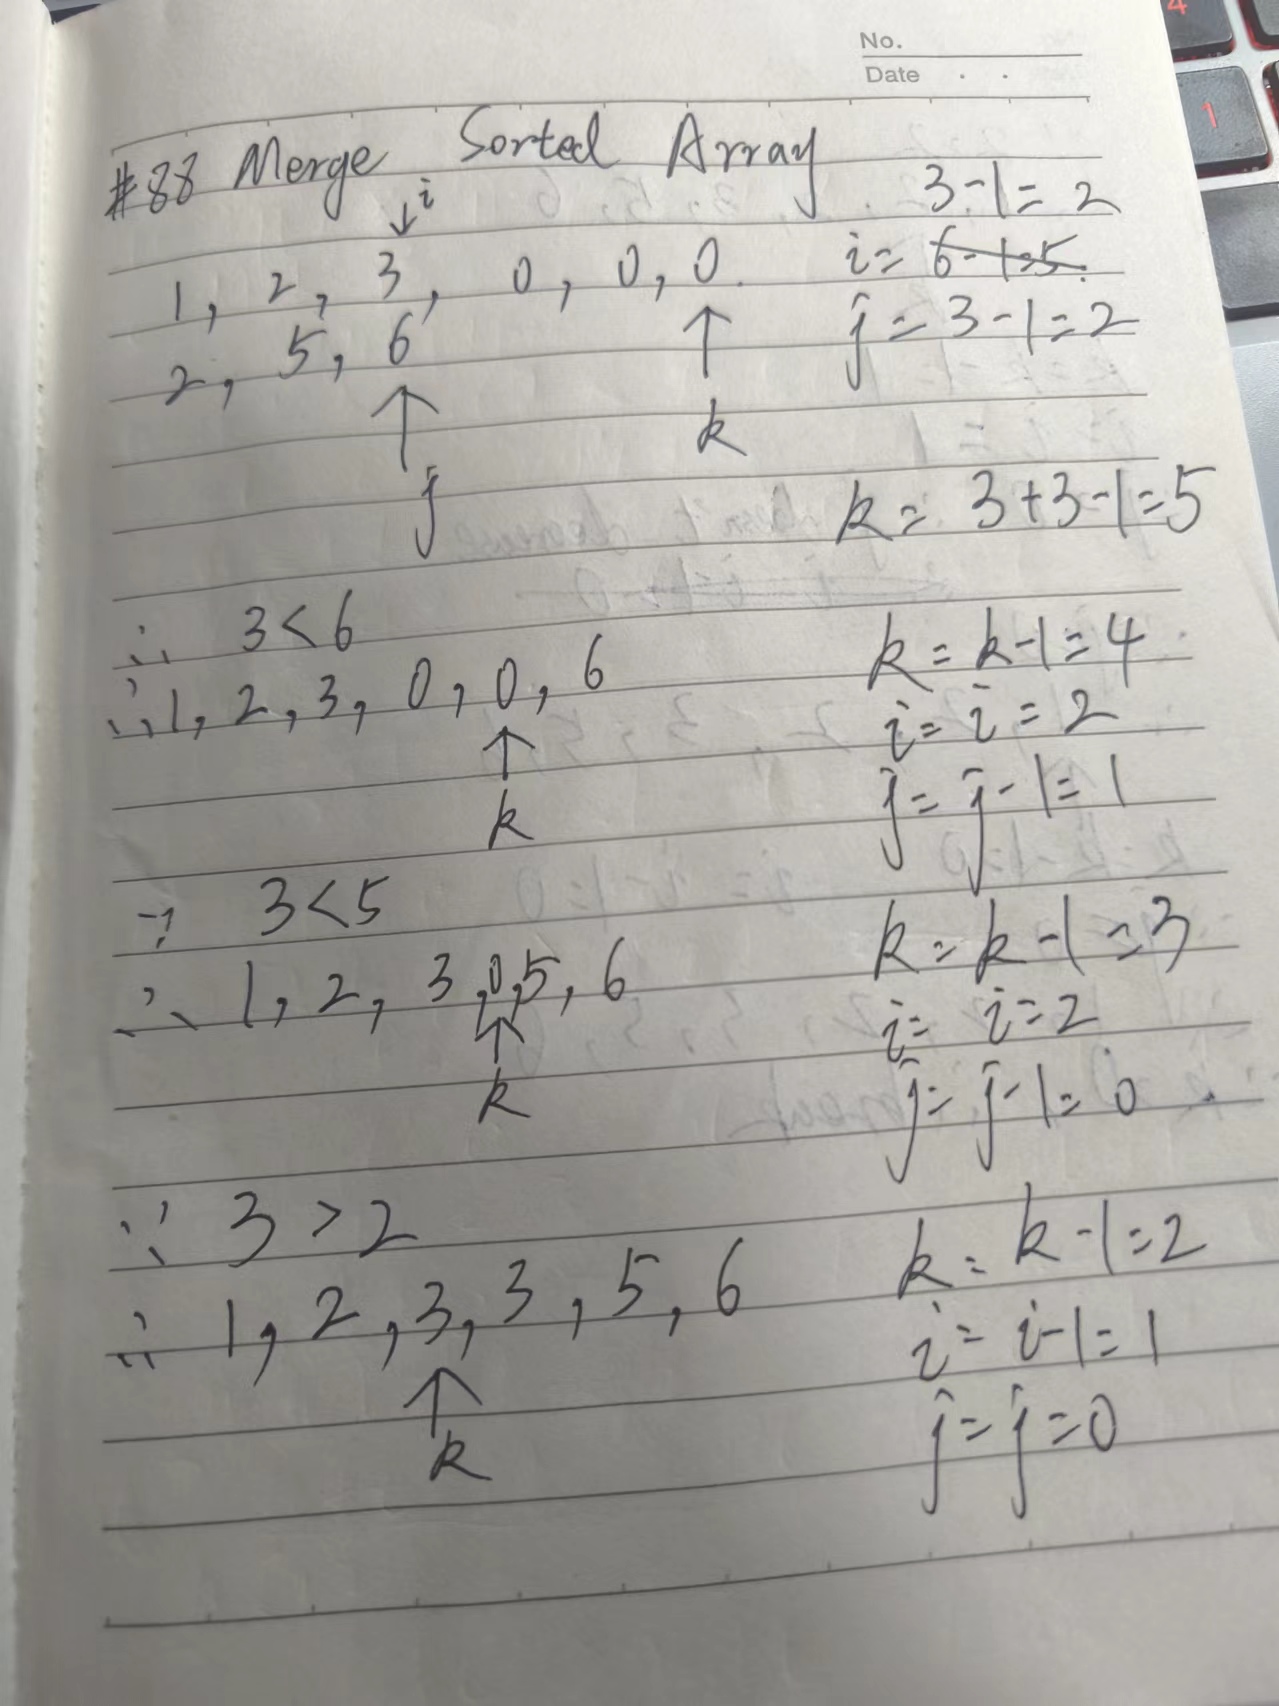 No.
Date
#88 Merge Sorted Array
3-1=2
↓ i
1, 2, 3, 0, 0, 0
i= 6-1=5
2, 5, 6
j=3-1=2
↑ ↑
j k
k= 3+3-1=5
∵ 3<6
k=k-1=4
∴ 1, 2, 3, 0, 0, 6
i=i=2
↑
j=j-1=1
k
∵ 3<5
k=k-1=3
∴ 1, 2, 3, 0, 5, 6
i= i=2
↑
k
j=j-1=0
∵ 3>2
k=k-1=2
∴ 1, 2, 3, 3, 5, 6
i=i-1=1
↑
j=j=0
k
4
1